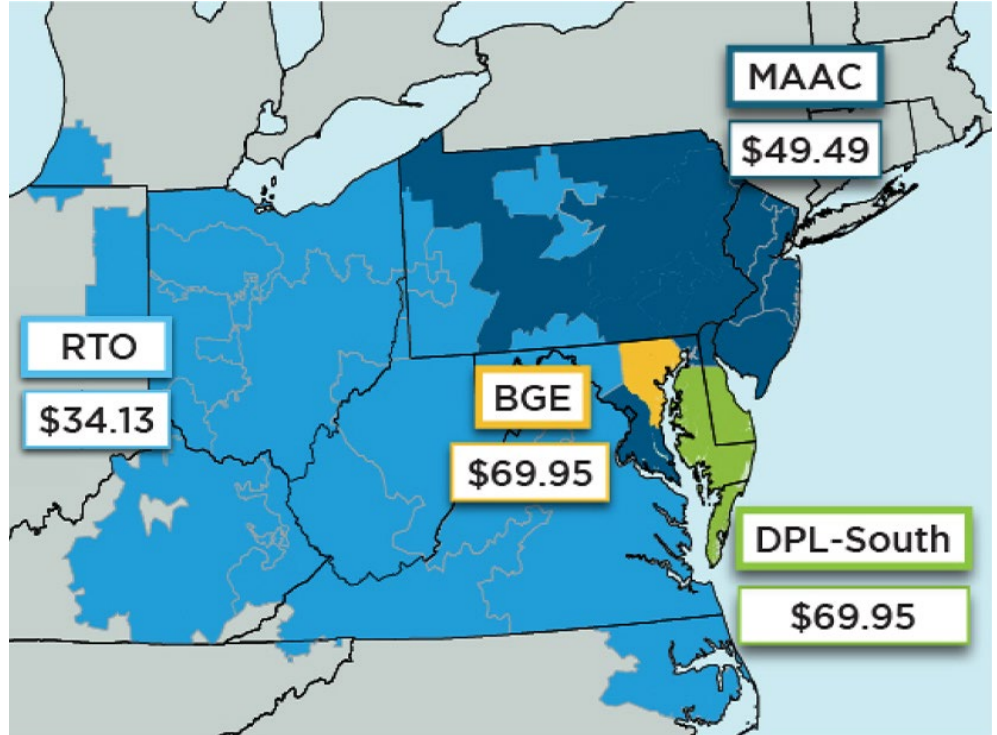 MAAC
$49.49
RTO
$34.13
BGE
$69.95
DPL-South
$69.95